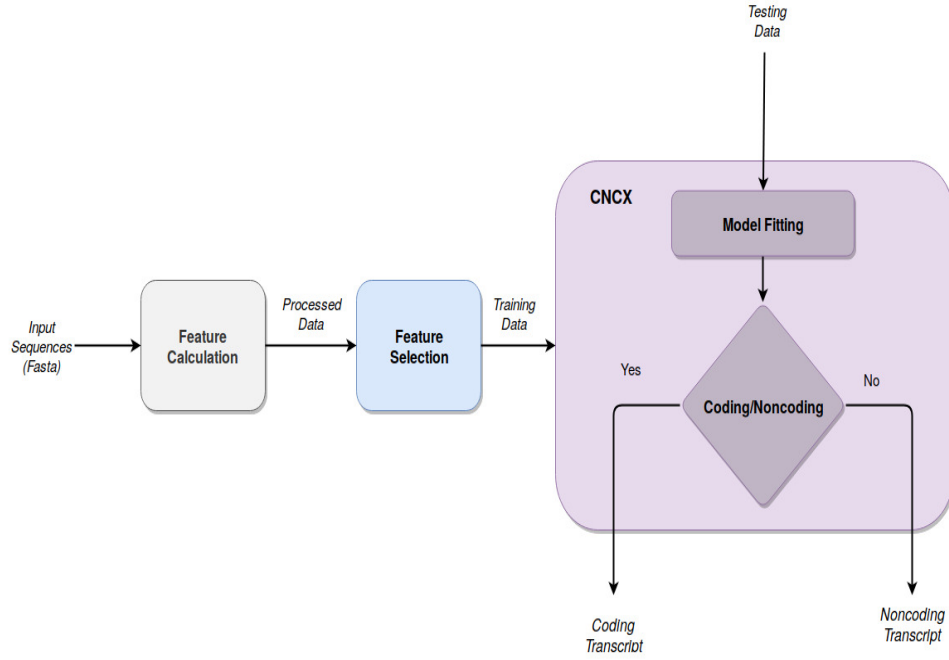 Testing
Data
CNCX
Model Fitting
Input
Sequences
(Fasta)
Feature
Calculation
Processed
Data
Feature
Selection
Training
Data
Yes
No
Coding/Noncoding
Coding
Transcript
Noncoding
Transcript